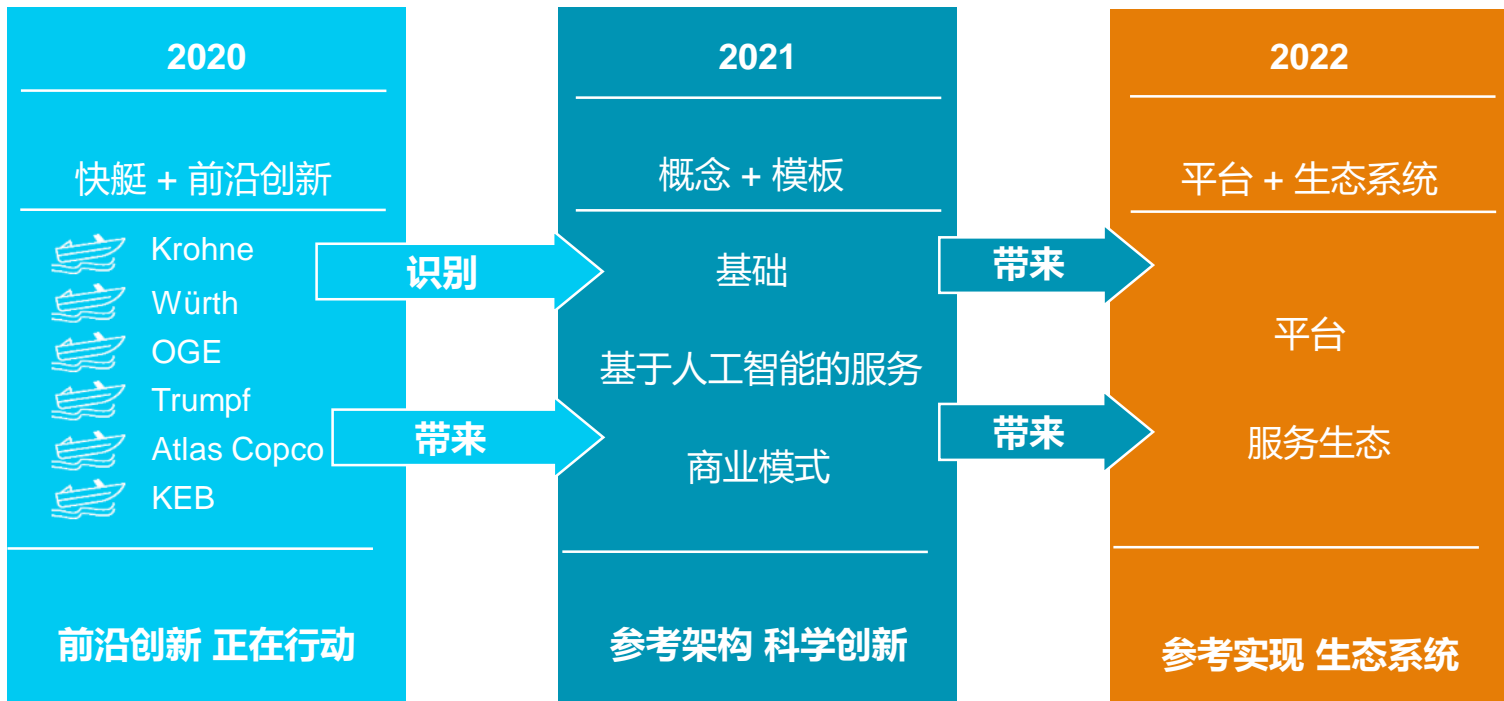 2020
快艇 + 前沿创新
Krohne
Würth
OGE
Trumpf
Atlas Copco
KEB
前沿创新 正在行动
识别
带来
2021
概念 + 模板
基础
基于人工智能的服务
商业模式
参考架构 科学创新
带来
带来
2022
平台 + 生态系统
平台
服务生态
参考实现 生态系统